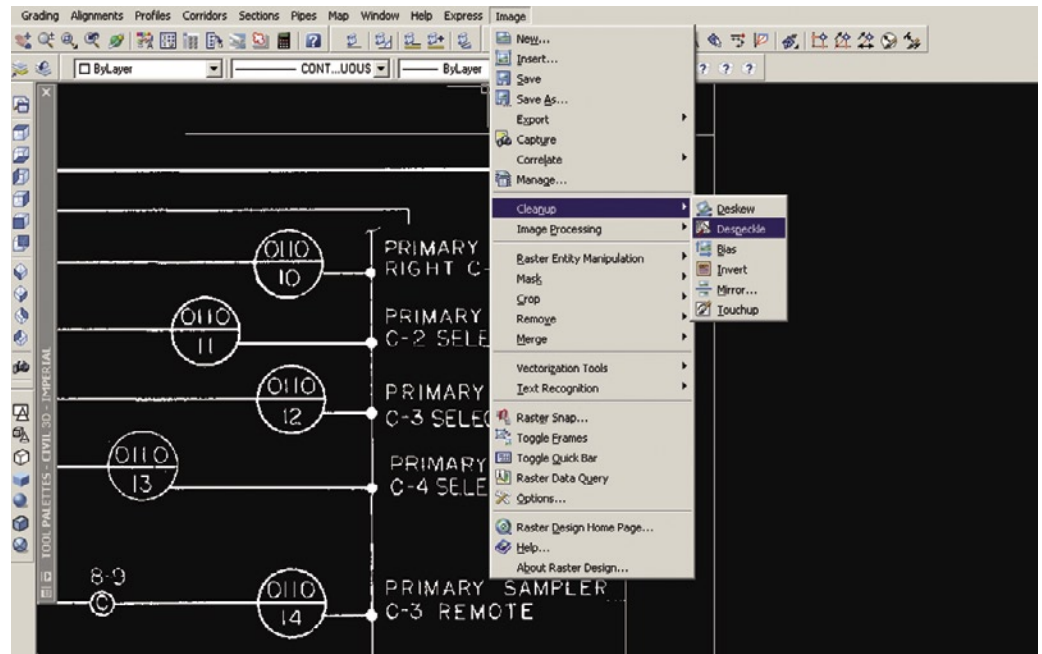 Grading Alignments Profiles Corridors Sections Pipes Map Window Help Express Image
ByLayer
CONT...UOUS
ByLayer
? ? ?
New...
Insert...
Save
Save As...
Export
Capture
Correlate
Manage...
Cleanup
Image Processing
Raster Entity Manipulation
Mask
Crop
Remove
Merge
Vectorization Tools
Text Recognition
Raster Snap...
Toggle Frames
Toggle Quick Bar
Raster Data Query
Options...
Raster Design Home Page...
Help...
About Raster Design...
Deskew
Despeckle
Bias
Invert
Mirror...
Touchup
TOOL PALETTES - CIVIL 3D - IMPERIAL
0110
10
PRIMARY
RIGHT C-
0110
11
PRIMARY
C-2 SELE
0110
12
PRIMARY
C-3 SELEC
0110
13
PRIMARY
C-4 SELE
8-9
C
0110
14
PRIMARY SAMPLER
C-3 REMOTE